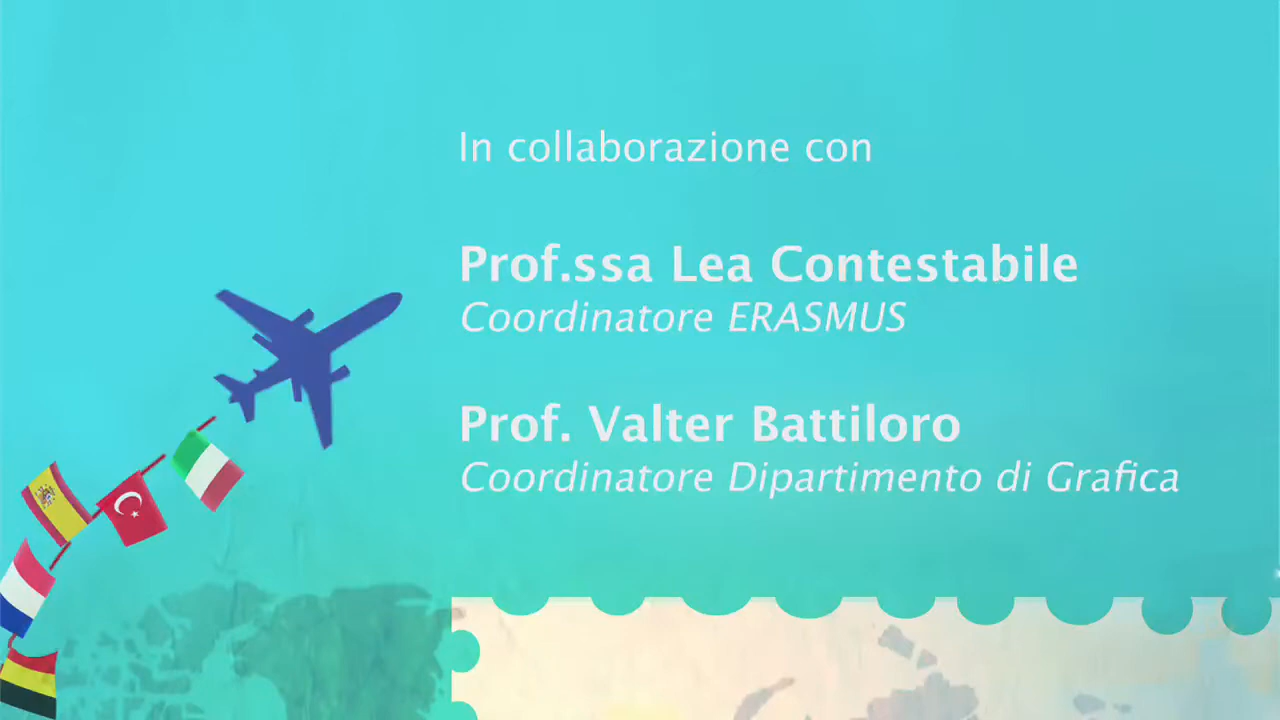 In collaborazione con
Prof.ssa Lea Contestabile
Coordinatore ERASMUS
Prof. Valter Battiloro
Coordinatore Dipartimento di Grafica